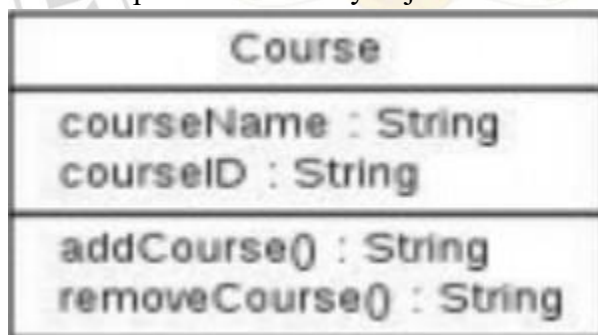 Course
courseName : String
courseID : String
addCourse() : String
removeCourse() : String